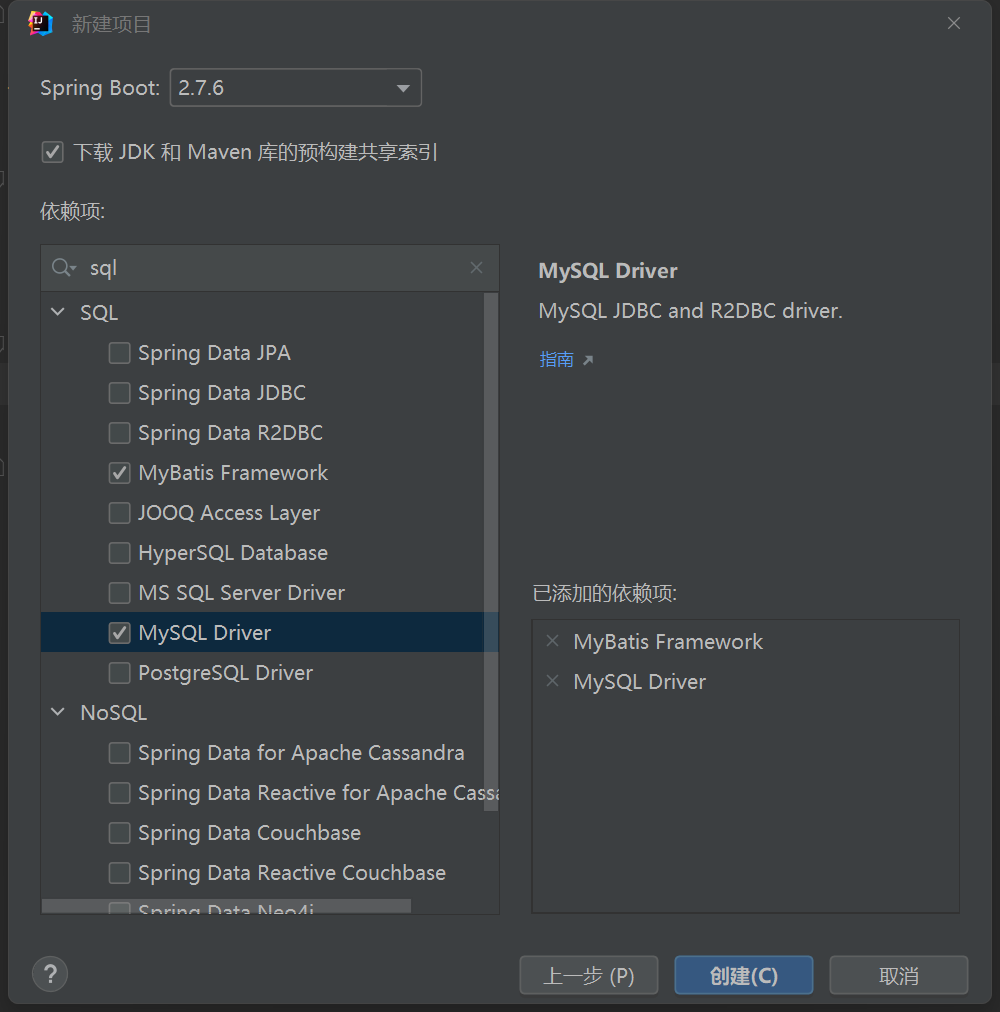 新建项目
Spring Boot: 2.7.6
下载 JDK 和 Maven 库的预构建共享索引
依赖项:
sql
SQL
Spring Data JPA
Spring Data JDBC
Spring Data R2DBC
MyBatis Framework
JOOQ Access Layer
HyperSQL Database
MS SQL Server Driver
MySQL Driver
PostgreSQL Driver
NoSQL
Spring Data for Apache Cassandra
Spring Data Reactive for Apache Cassa
Spring Data Couchbase
Spring Data Reactive Couchbase
Spring Data Neo4j
MySQL Driver
MySQL JDBC and R2DBC driver.
指南
已添加的依赖项:
MyBatis Framework
MySQL Driver
?
上一步 (P)
创建(C)
取消